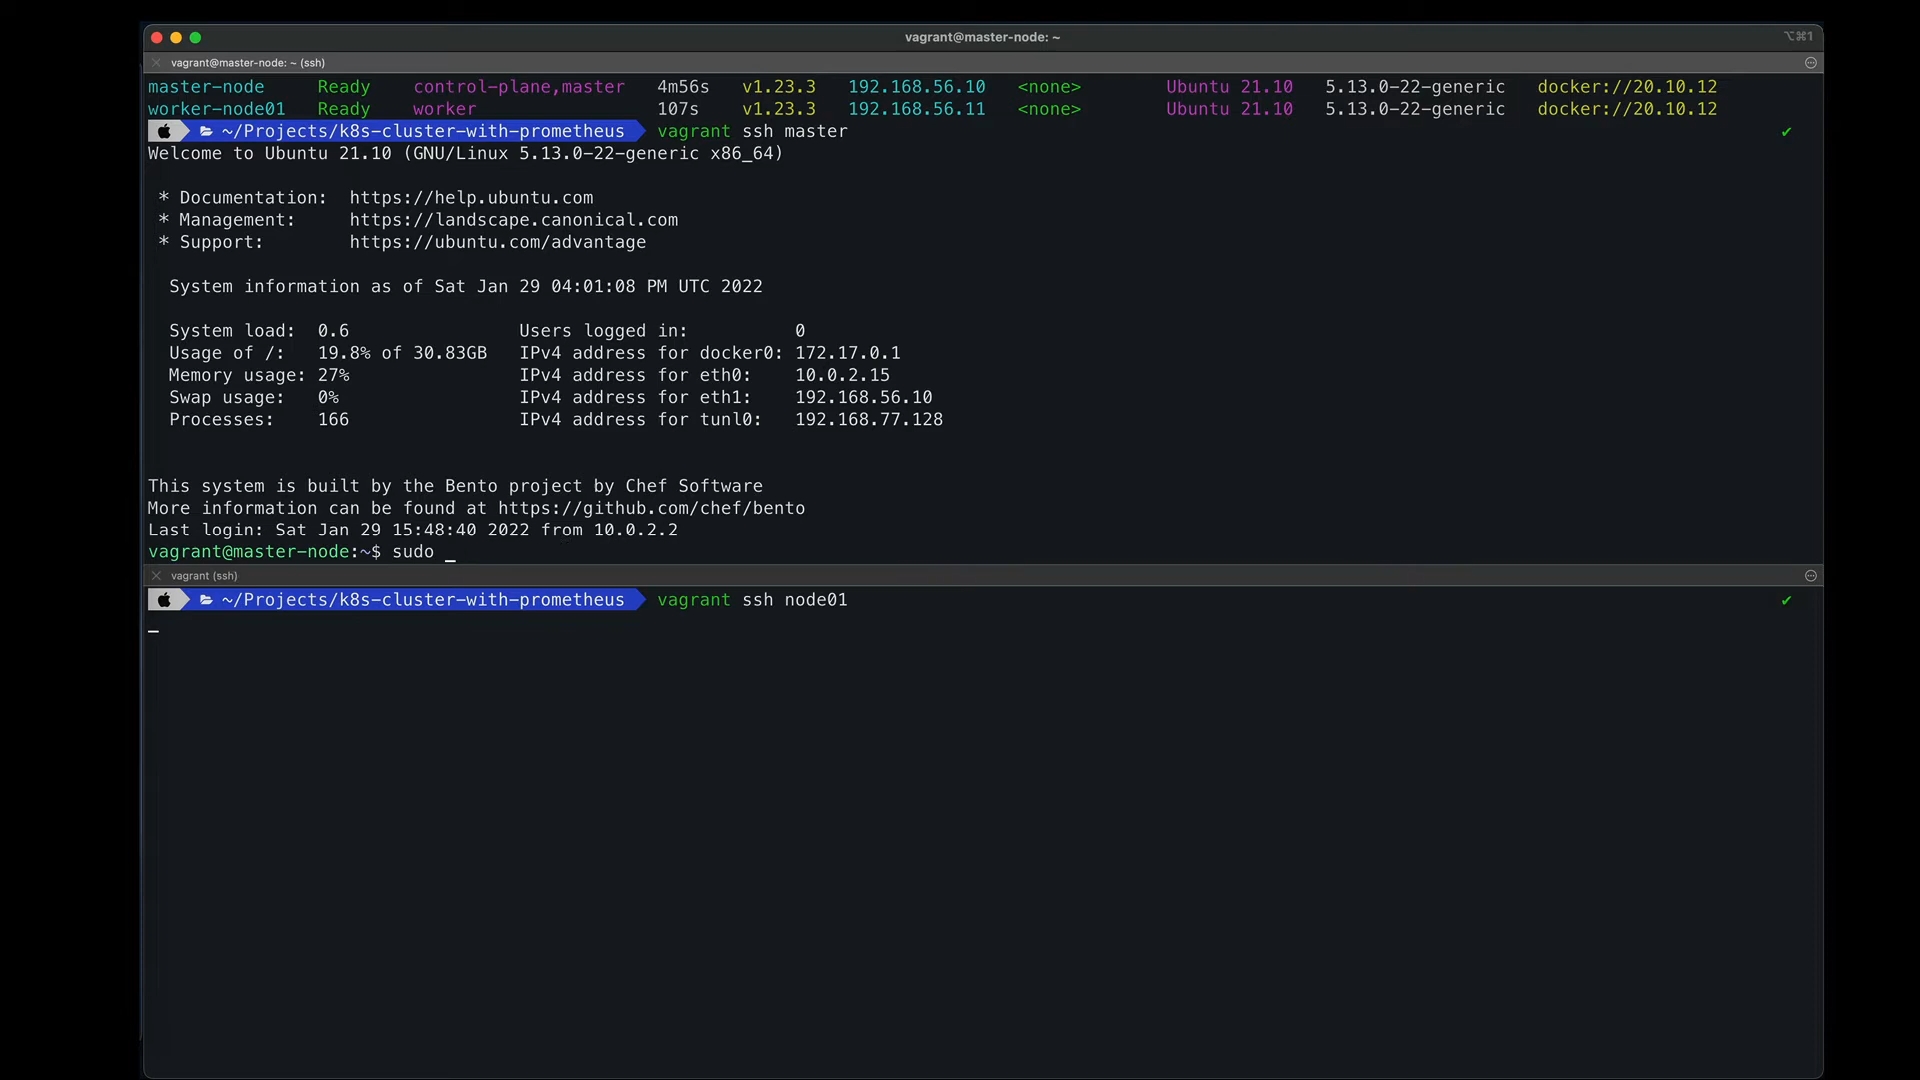 vagrant@master-node: ~
⌥⌘1
vagrant@master-node: ~ (ssh)
master-node     Ready    control-plane,master   4m56s   v1.23.3   192.168.56.10   <none>        Ubuntu 21.10   5.13.0-22-generic   docker://20.10.12
worker-node01   Ready    worker                 107s    v1.23.3   192.168.56.11   <none>        Ubuntu 21.10   5.13.0-22-generic   docker://20.10.12
~/Projects/k8s-cluster-with-prometheus vagrant ssh master ✔
Welcome to Ubuntu 21.10 (GNU/Linux 5.13.0-22-generic x86_64)
* Documentation:  https://help.ubuntu.com
* Management:     https://landscape.canonical.com
* Support:        https://ubuntu.com/advantage
System information as of Sat Jan 29 04:01:08 PM UTC 2022
System load:  0.6                Users logged in:          0
Usage of /:   19.8% of 30.83GB   IPv4 address for docker0: 172.17.0.1
Memory usage: 27%                IPv4 address for eth0:    10.0.2.15
Swap usage:   0%                 IPv4 address for eth1:    192.168.56.10
Processes:    166                IPv4 address for tunl0:   192.168.77.128
This system is built by the Bento project by Chef Software
More information can be found at https://github.com/chef/bento
Last login: Sat Jan 29 15:48:40 2022 from 10.0.2.2
vagrant@master-node:~$ sudo _
vagrant (ssh)
~/Projects/k8s-cluster-with-prometheus vagrant ssh node01 ✔